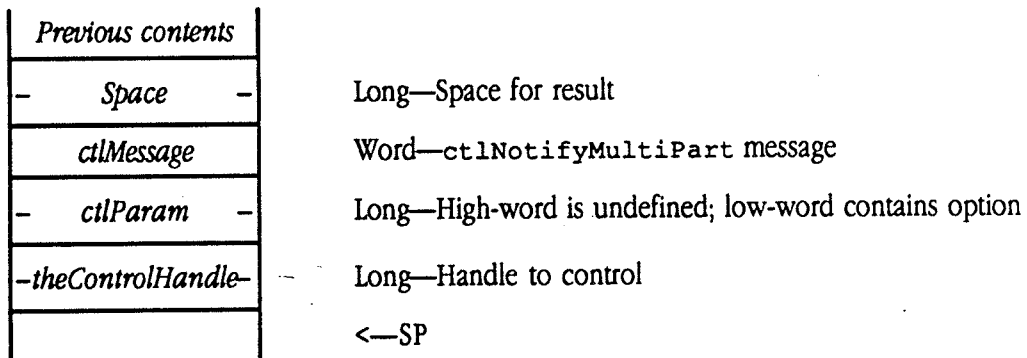 Previous contents
– Space – Long—Space for result
ctlMessage Word—ctlNotifyMultiPart message
– ctlParam – Long—High-word is undefined; low-word contains option
–theControlHandle– Long—Handle to control
<—SP